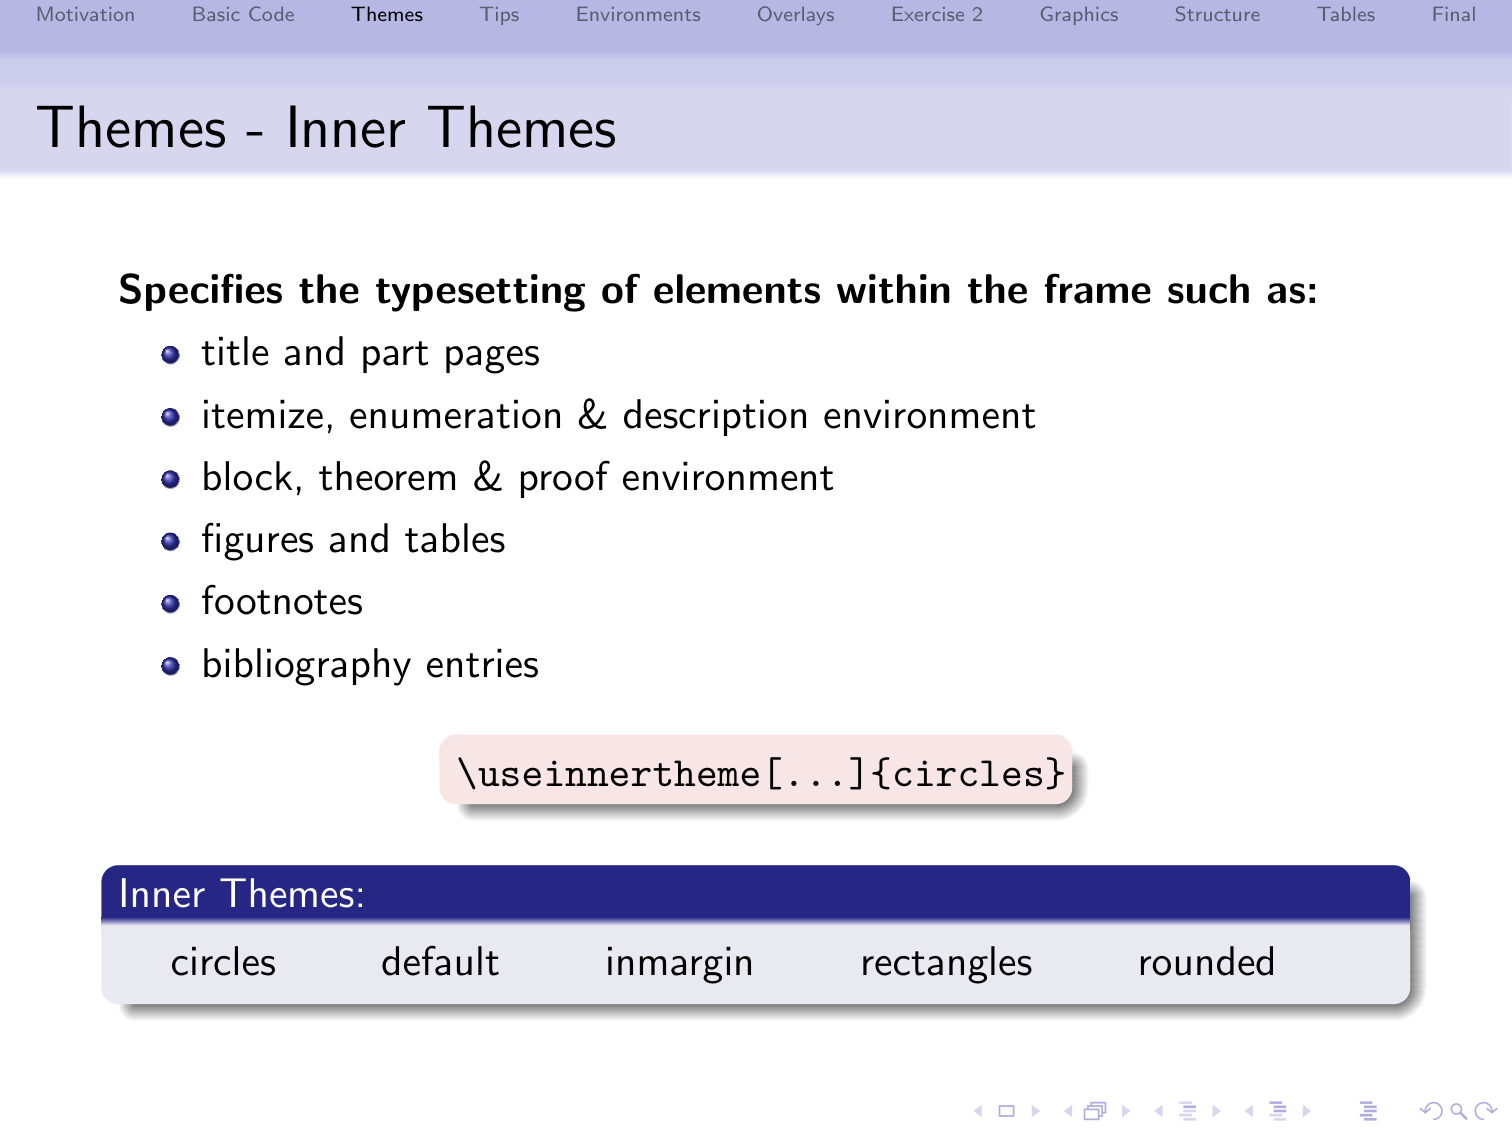 Motivation Basic Code Themes Tips Environments Overlays Exercise 2 Graphics Structure Tables Final
Themes - Inner Themes
Specifies the typesetting of elements within the frame such as:
title and part pages
itemize, enumeration & description environment
block, theorem & proof environment
figures and tables
footnotes
bibliography entries
\useinnertheme[...]{circles}
Inner Themes:
circles default inmargin rectangles rounded